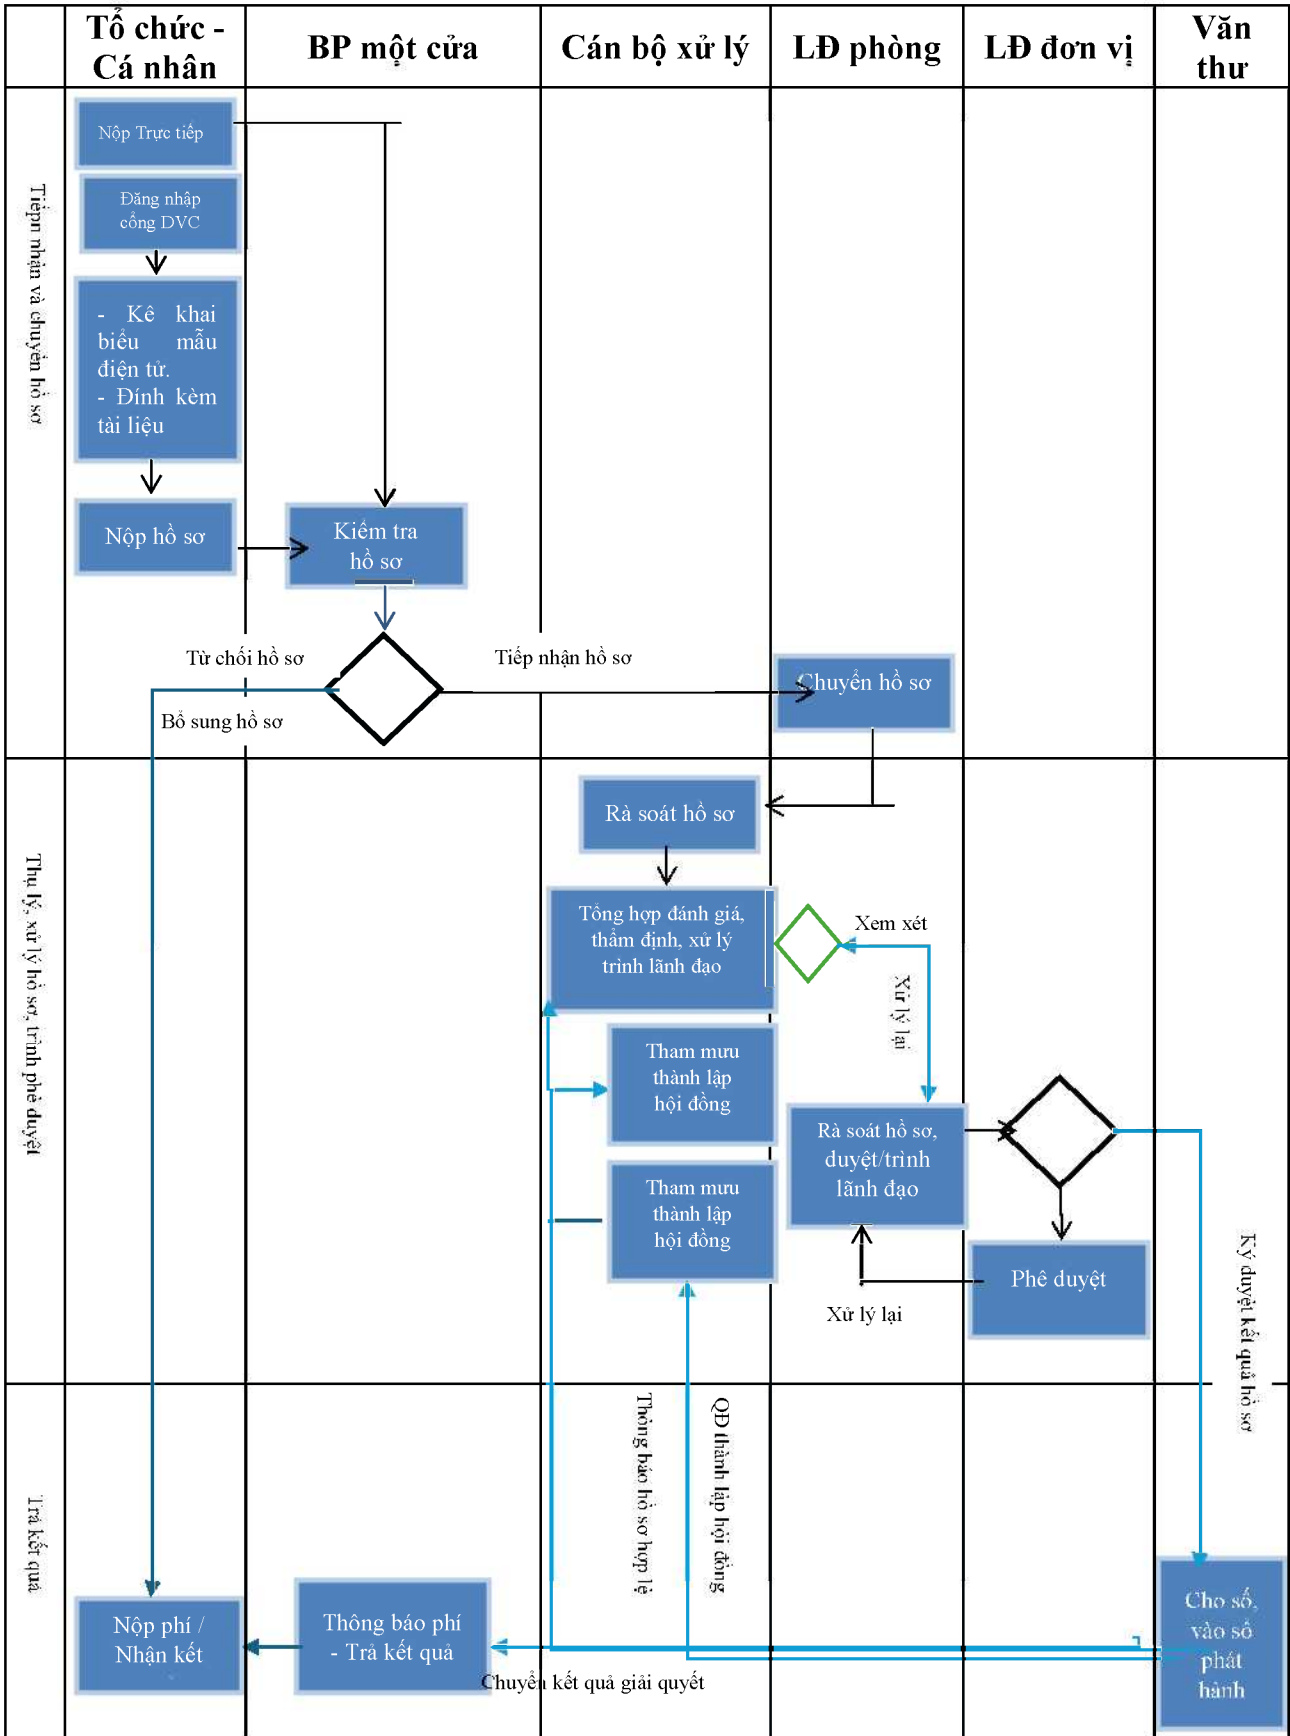 Tổ chức -
Cá nhân
BP một cửa
Cán bộ xử lý
LĐ phòng
LĐ đơn vị
Văn
thư
Tiếpn nhận và chuyển hồ sơ
Nộp Trực tiếp
Đăng nhập
cổng DVC
- Kê khai
biểu mẫu
điện tử.
- Đính kèm
tài liệu
Nộp hồ sơ
Kiểm tra
hồ sơ
Từ chối hồ sơ
Tiếp nhận hồ sơ
Bổ sung hồ sơ
Chuyển hồ sơ
Thụ lý, xử lý hồ sơ, trình phê duyệt
Rà soát hồ sơ
Tổng hợp đánh giá,
thẩm định, xử lý
trình lãnh đạo
Xem xét
Xử lý lại
Tham mưu
thành lập
hội đồng
Rà soát hồ sơ,
duyệt/trình
lãnh đạo
Tham mưu
thành lập
hội đồng
Phê duyệt
Xử lý lại
Ký duyệt kết quả hồ sơ
Trả kết quả
Thông báo hồ sơ hợp lệ
QĐ thành lập hội đồng
Nộp phí /
Nhận kết
Thông báo phí
- Trả kết quả
Chuyển kết quả giải quyết
Cho số,
vào sổ
phát
hành